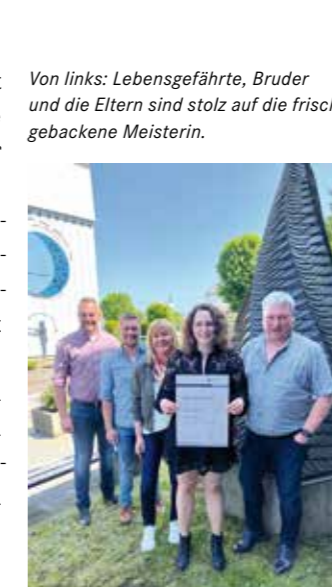 Von links: Lebensgefährte, Bruder
und die Eltern sind stolz auf die frisch
gebackene Meisterin.